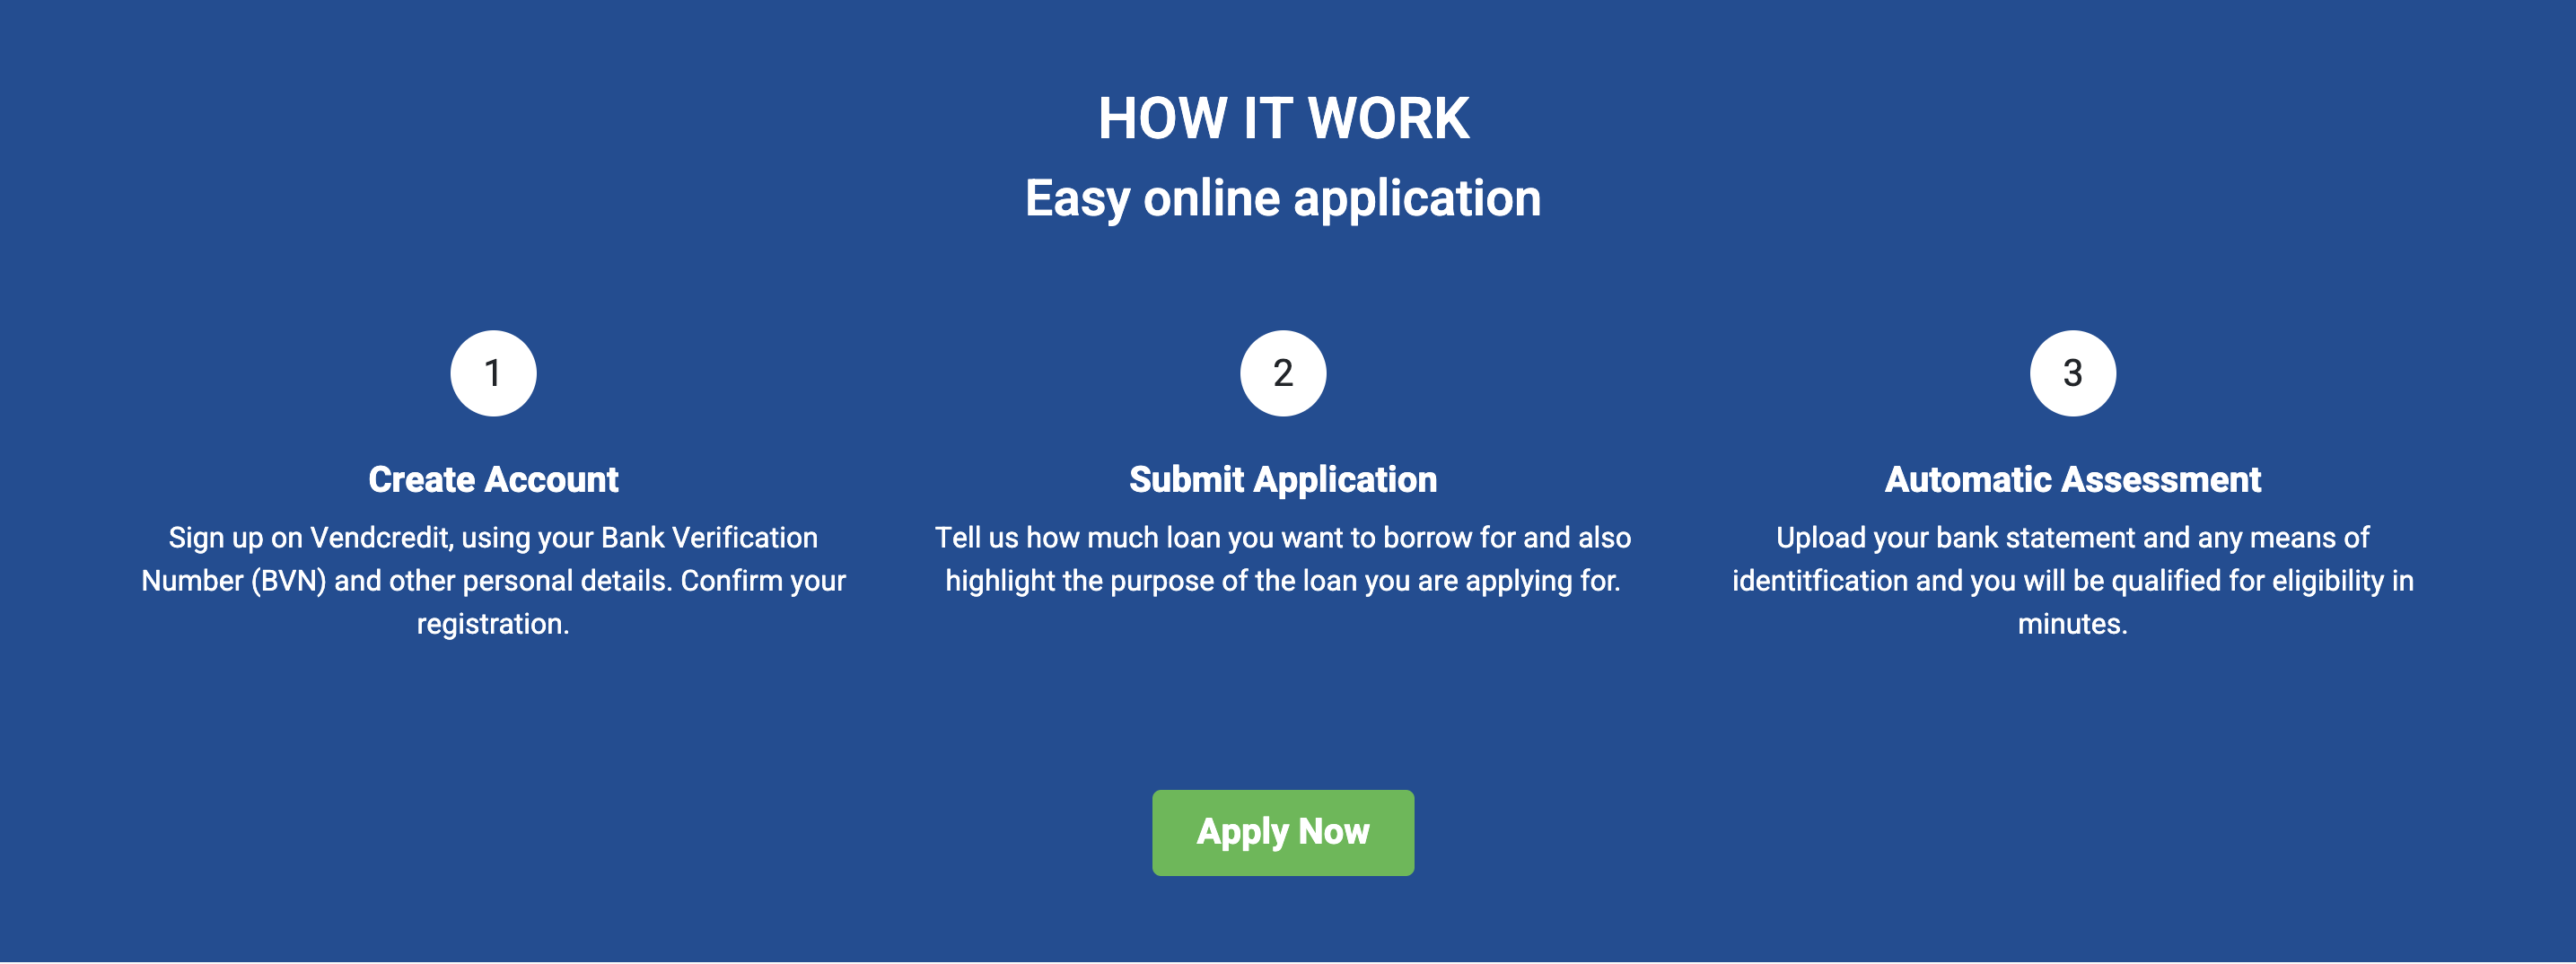 HOW IT WORK
Easy online application
1
Create Account
Sign up on Vendcredit, using your Bank Verification
Number (BVN) and other personal details. Confirm your
registration.
2
Submit Application
Tell us how much loan you want to borrow for and also
highlight the purpose of the loan you are applying for.
3
Automatic Assessment
Upload your bank statement and any means of
identitfication and you will be qualified for eligibility in
minutes.
Apply Now